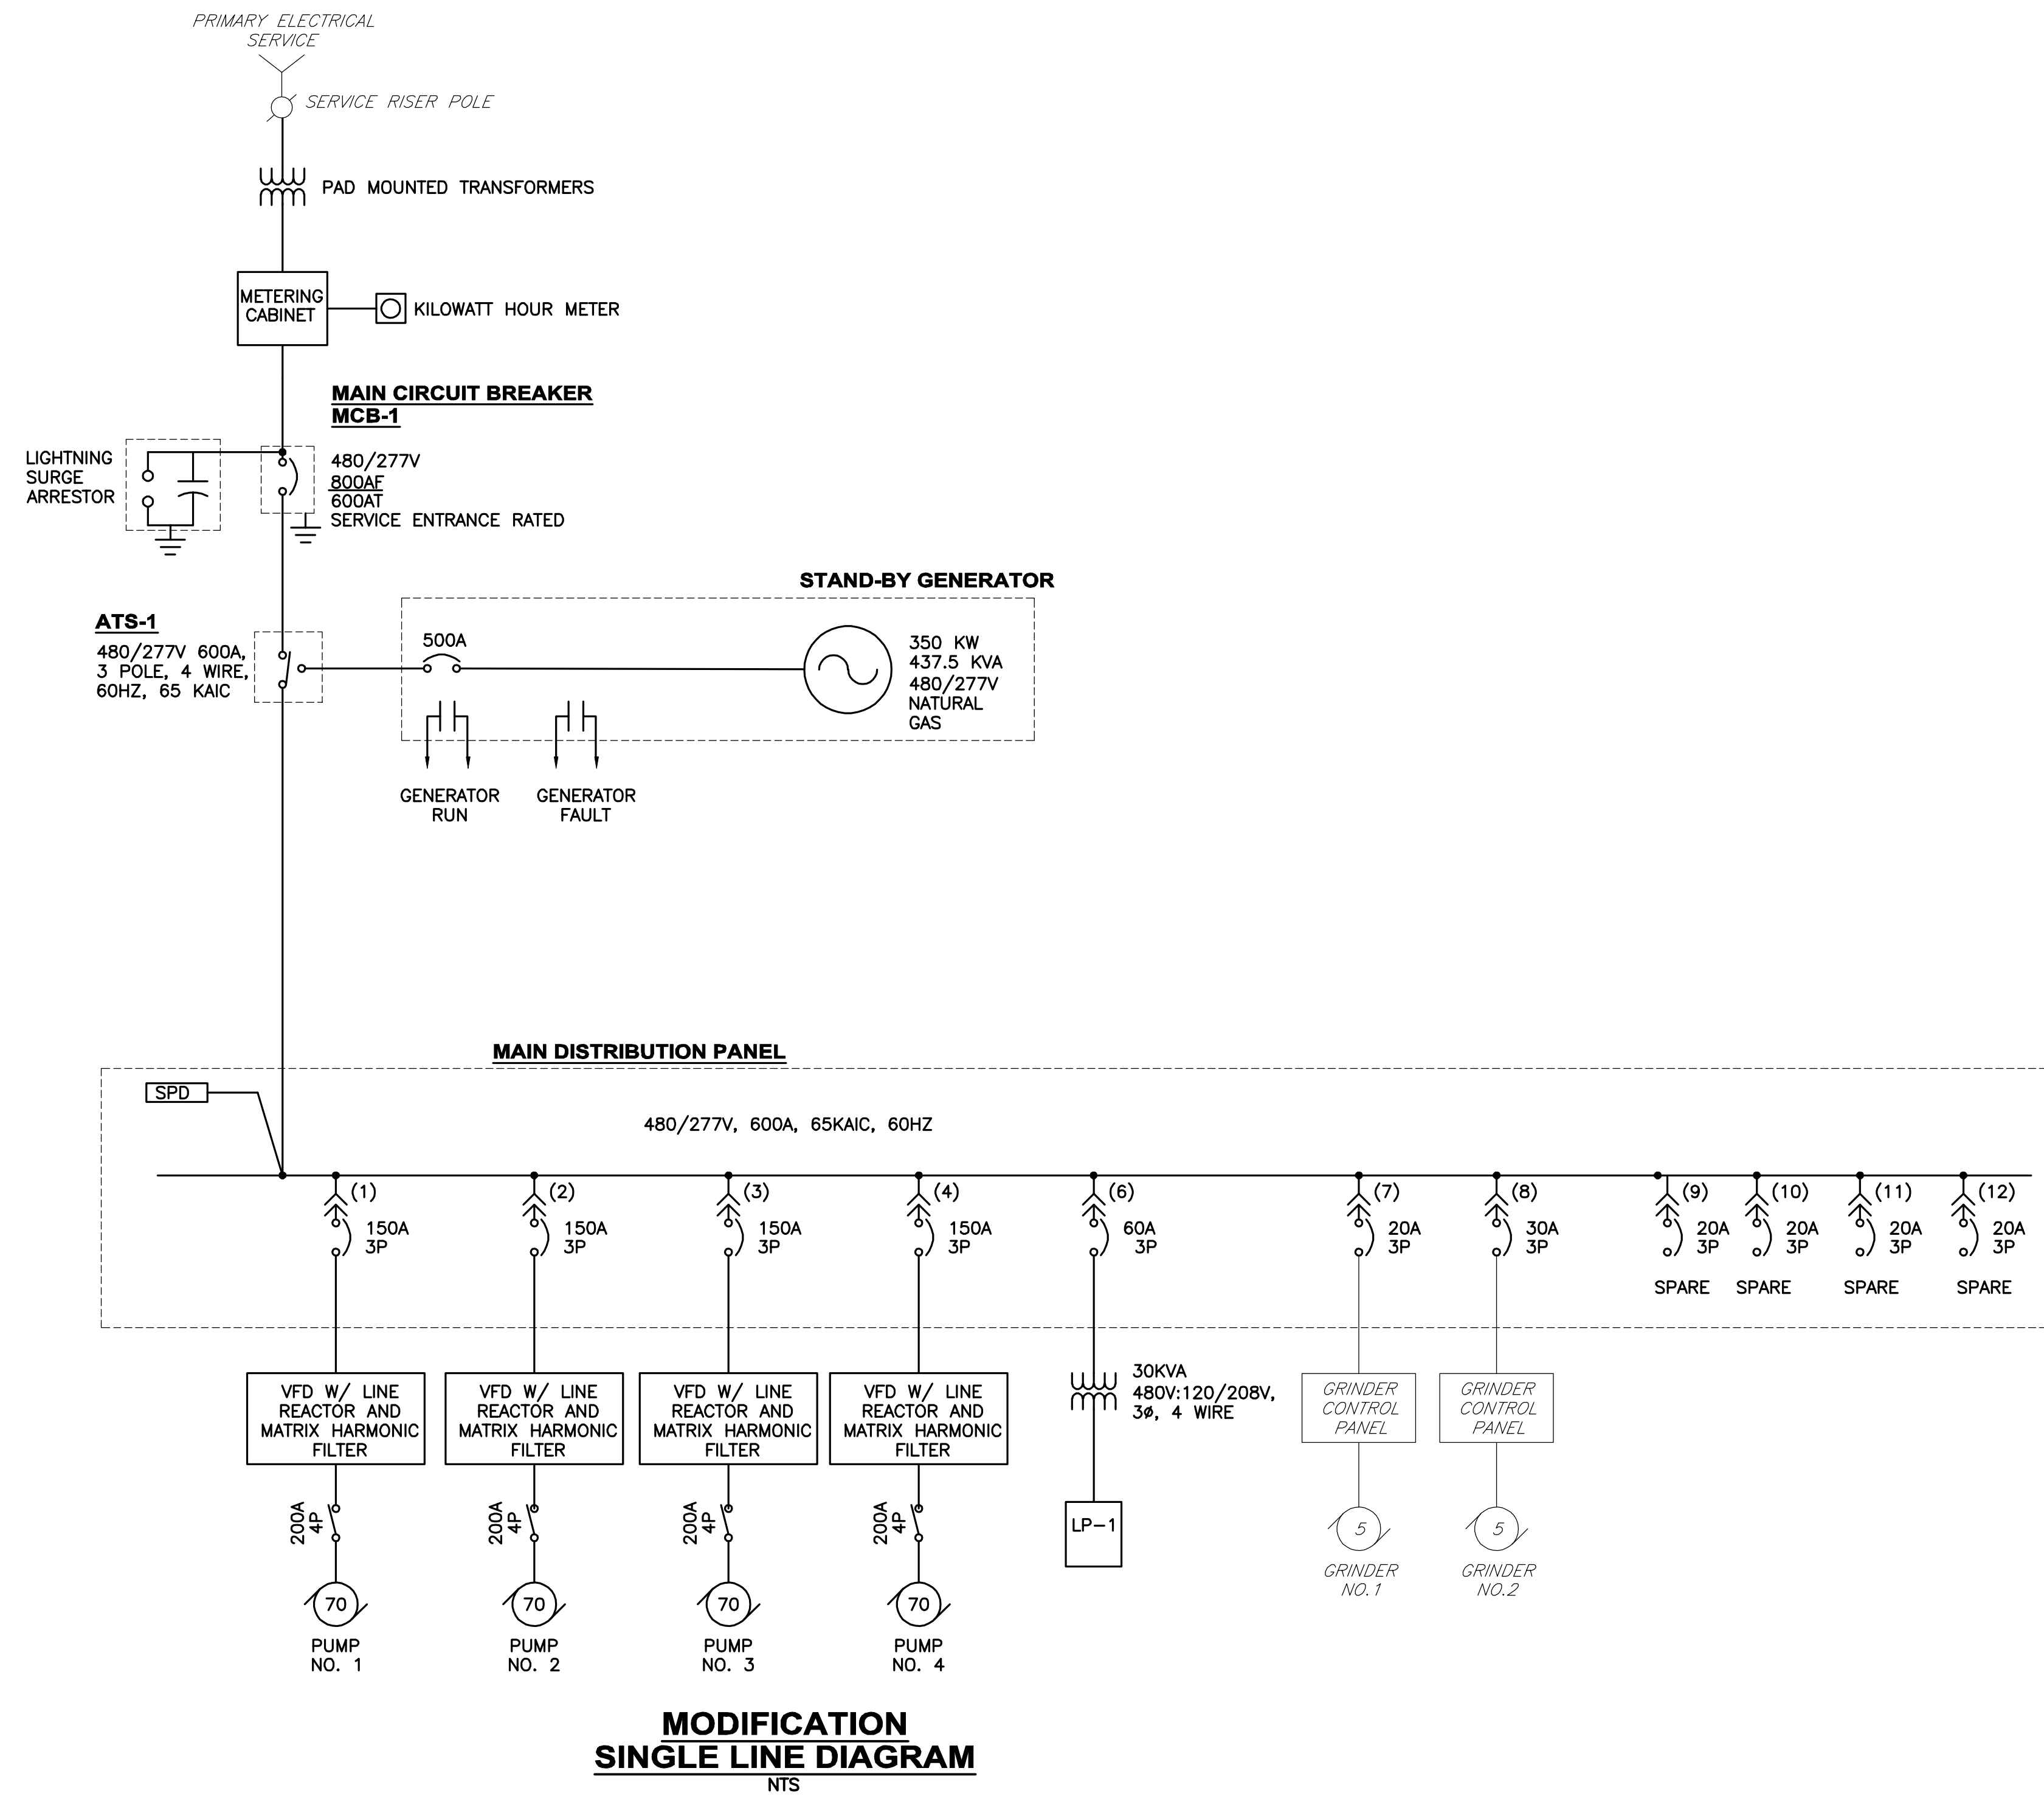 PRIMARY ELECTRICAL
SERVICE
SERVICE RISER POLE
PAD MOUNTED TRANSFORMERS
METERING
CABINET
KILOWATT HOUR METER
MAIN CIRCUIT BREAKER
MCB-1
LIGHTNING
SURGE
ARRESTOR
480/277V
800AF
600AT
SERVICE ENTRANCE RATED
STAND-BY GENERATOR
ATS-1
480/277V 600A,
3 POLE, 4 WIRE,
60HZ, 65 KAIC
500A
350 KW
437.5 KVA
480/277V
NATURAL
GAS
GENERATOR
RUN
GENERATOR
FAULT
MAIN DISTRIBUTION PANEL
SPD
480/277V, 600A, 65KAIC, 60HZ
(1)
150A
3P
(2)
150A
3P
(3)
150A
3P
(4)
150A
3P
(6)
60A
3P
(7)
20A
3P
(8)
30A
3P
(9)
20A
3P
SPARE
(10)
20A
3P
SPARE
(11)
20A
3P
SPARE
(12)
20A
3P
SPARE
VFD W/ LINE
REACTOR AND
MATRIX HARMONIC
FILTER
VFD W/ LINE
REACTOR AND
MATRIX HARMONIC
FILTER
VFD W/ LINE
REACTOR AND
MATRIX HARMONIC
FILTER
VFD W/ LINE
REACTOR AND
MATRIX HARMONIC
FILTER
30KVA
480V:120/208V,
3ø, 4 WIRE
GRINDER
CONTROL
PANEL
GRINDER
CONTROL
PANEL
200A
4P
200A
4P
200A
4P
200A
4P
LP-1
5
GRINDER
NO.1
5
GRINDER
NO.2
70
PUMP
NO. 1
70
PUMP
NO. 2
70
PUMP
NO. 3
70
PUMP
NO. 4
MODIFICATION
SINGLE LINE DIAGRAM
NTS